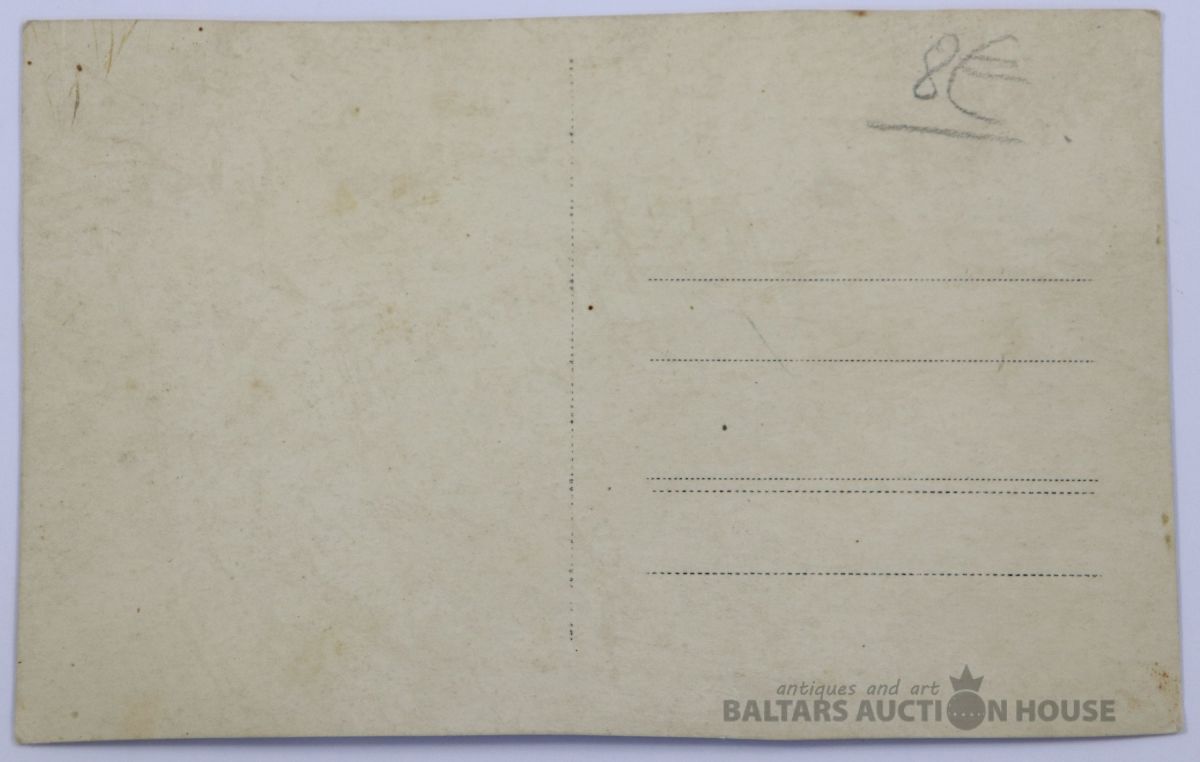 8€
antiques and art
BALTARS AUCTION HOUSE